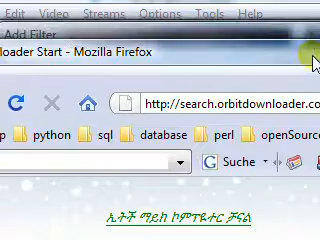 Edit Video Streams Options Tools Help
Add Filter
loader Start - Mozilla Firefox
http://search.orbitdownloader.co
p python sql database perl openSource
G Suche
ኢትኾች ማይክ ኮምፒዩተር ቻናል